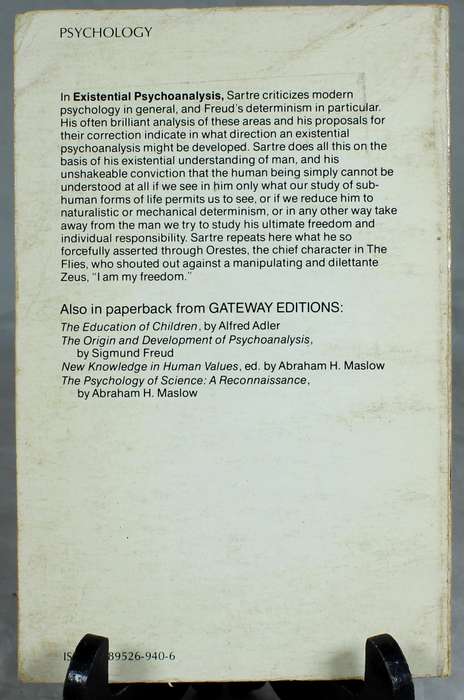 PSYCHOLOGY
In Existential Psychoanalysis, Sartre criticizes modern
psychology in general, and Freud's determinism in particular.
His often brilliant analysis of these areas and his proposals for
their correction indicate in what direction an existential
psychoanalysis might be developed. Sartre does all this on the
basis of his existential understanding of man, and his
unshakeable conviction that the human being simply cannot be
understood at all if we see in him only what our study of sub-
human forms of life permits us to see, or if we reduce him to
naturalistic or mechanical determinism, or in any other way take
away from the man we try to study his ultimate freedom and
individual responsibility. Sartre repeats here what he so
forcefully asserted through Orestes, the chief character in The
Flies, who shouted out against a manipulating and dilettante
Zeus, "I am my freedom."
Also in paperback from GATEWAY EDITIONS:
The Education of Children, by Alfred Adler
The Origin and Development of Psychoanalysis,
by Sigmund Freud
New Knowledge in Human Values, ed. by Abraham H. Maslow
The Psychology of Science: A Reconnaissance,
by Abraham H. Maslow
89526-940-6